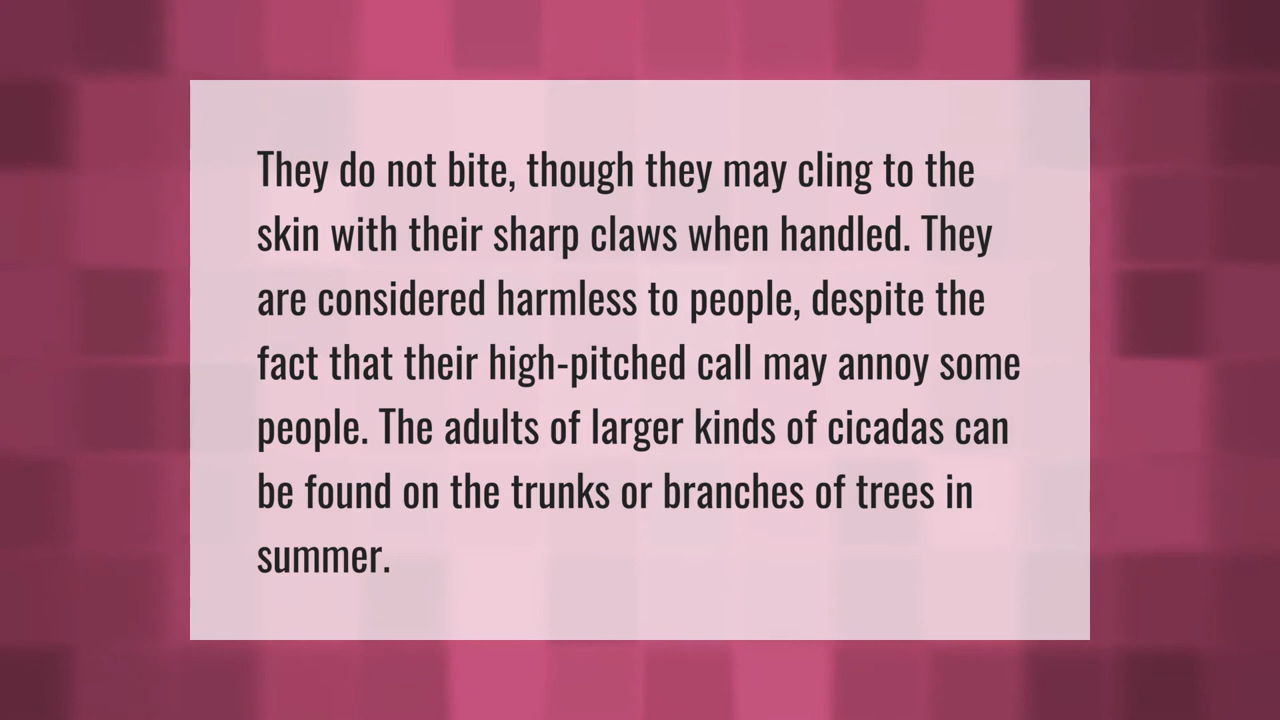 They do not bite, though they may cling to the
skin with their sharp claws when handled. They
are considered harmless to people, despite the
fact that their high-pitched call may annoy some
people. The adults of larger kinds of cicadas can
be found on the trunks or branches of trees in
summer.